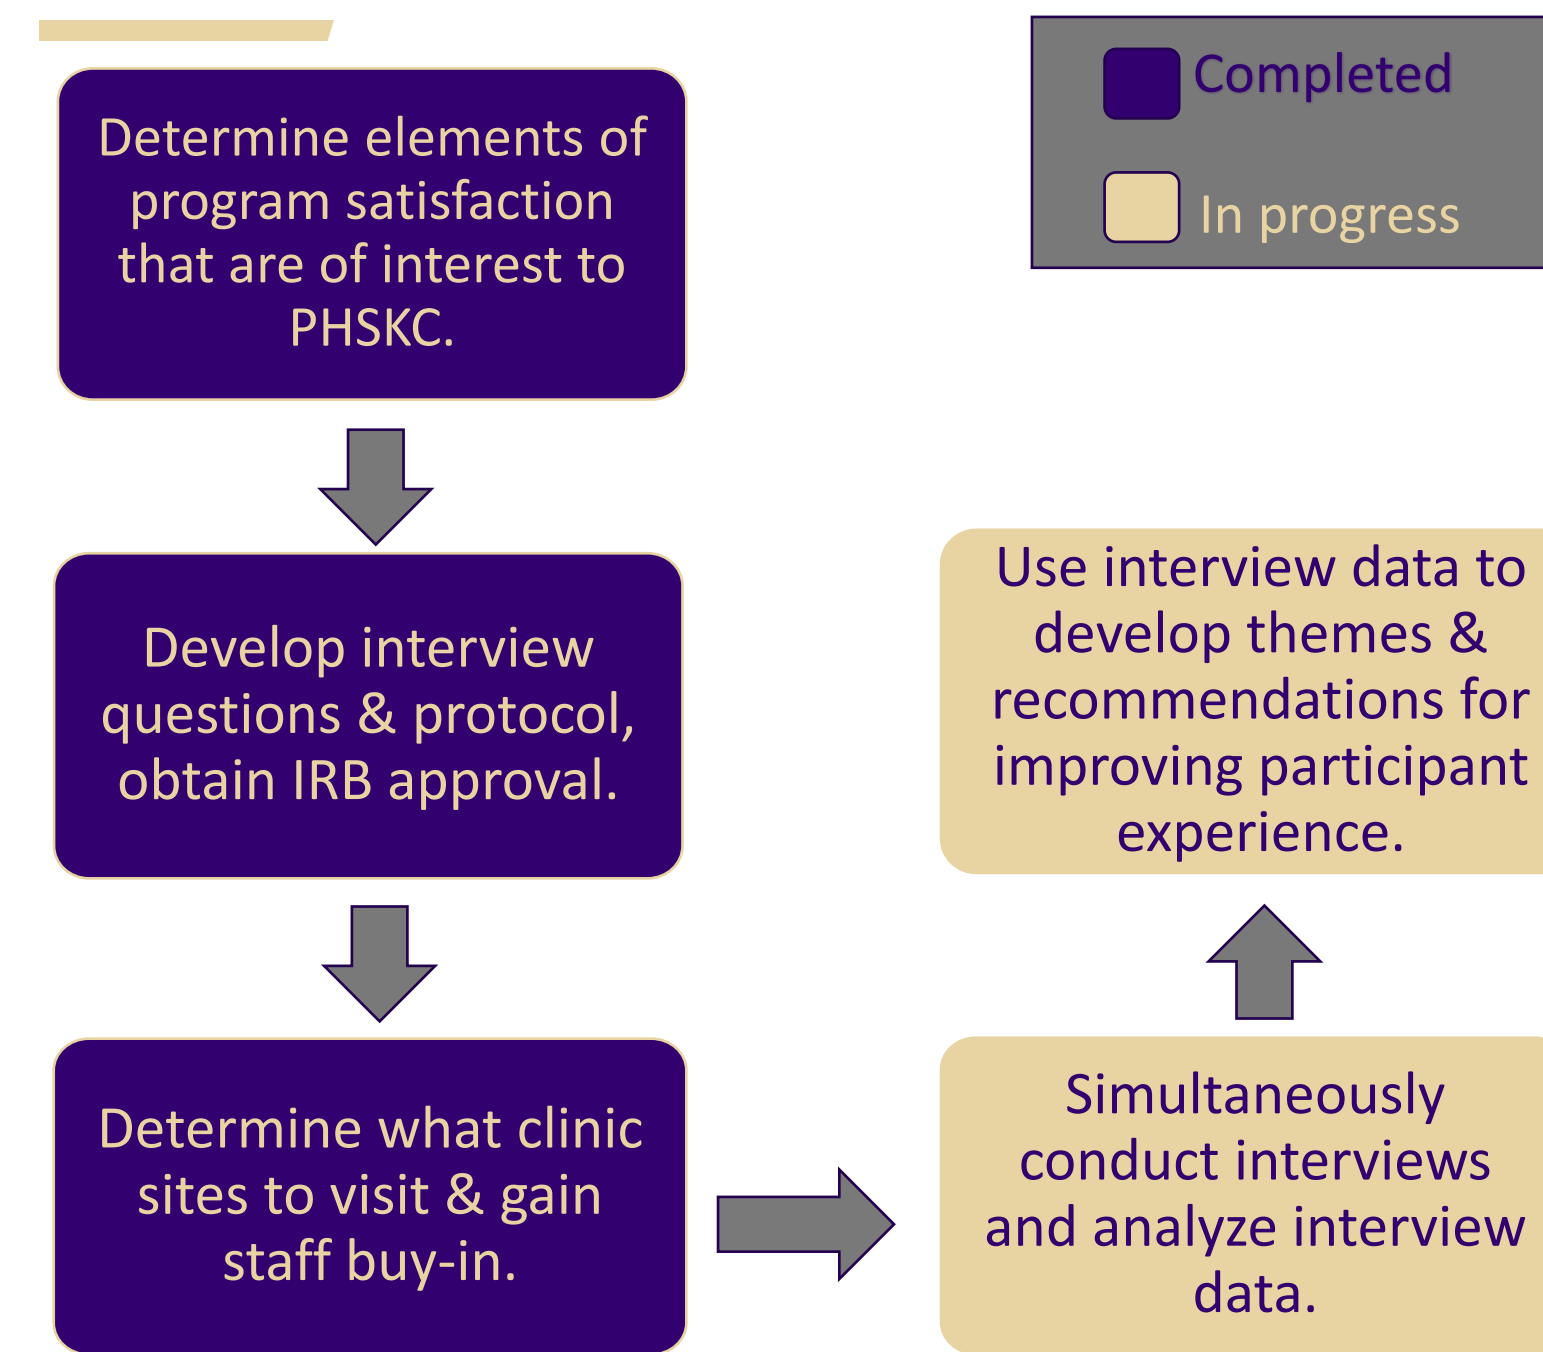 Determine elements of
program satisfaction
that are of interest to
PHSKC.
Develop interview
questions & protocol,
obtain IRB approval.
Determine what clinic
sites to visit & gain
staff buy-in.
Simultaneously
conduct interviews
and analyze interview
data.
Use interview data to
develop themes &
recommendations for
improving participant
experience.
Completed
In progress